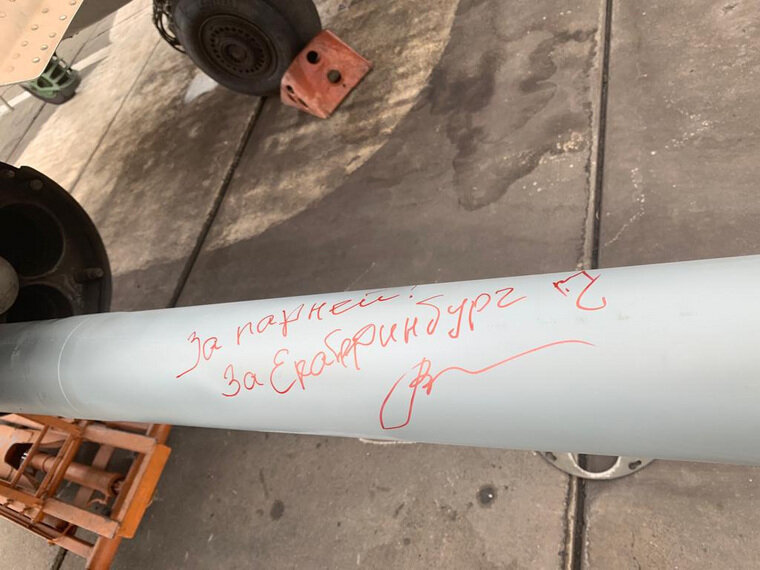 За парней!
За Екатеринбург